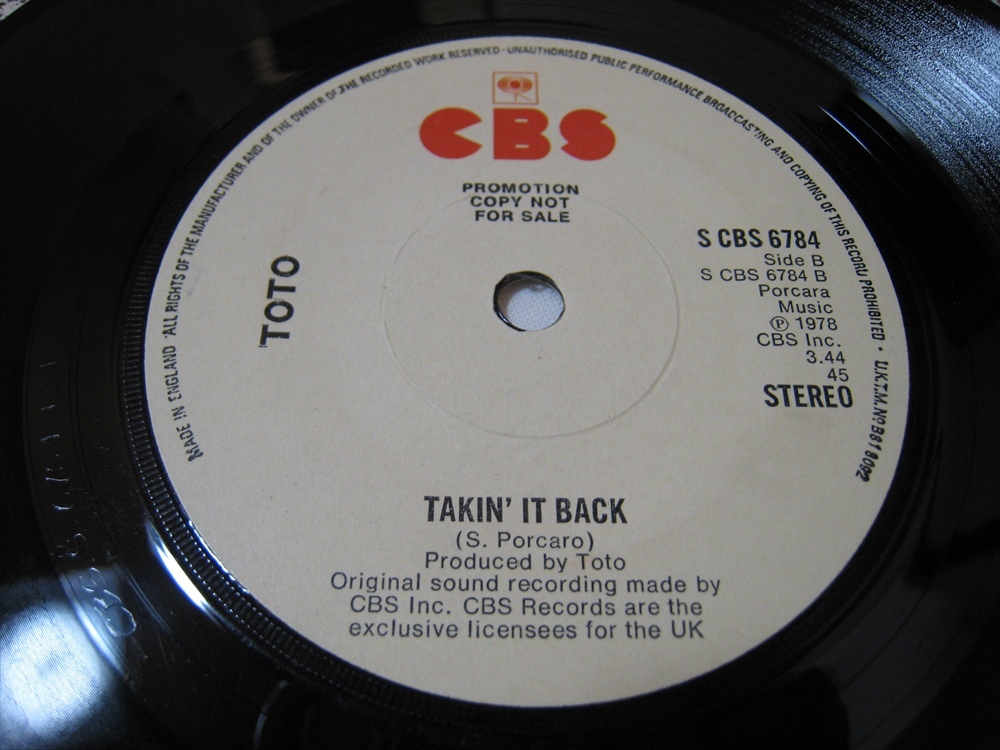 MADE IN ENGLAND · ALL RIGHTS OF THE MANUFACTURER AND OF THE OWNER OF THE RECORDED WORK RESERVED · UNAUTHORISED PUBLIC PERFORMANCE BROADCASTING AND COPYING OF THIS RECORD PROHIBITED · U.K.T.M.Nº B818092
CBS
PROMOTION
COPY NOT
FOR SALE
TOTO
S CBS 6784
Side B
S CBS 6784 B
Porcara
Music
℗ 1978
CBS Inc.
3.44
45
STEREO
TAKIN' IT BACK
(S. Porcaro)
Produced by Toto
Original sound recording made by
CBS Inc. CBS Records are the
exclusive licensees for the UK